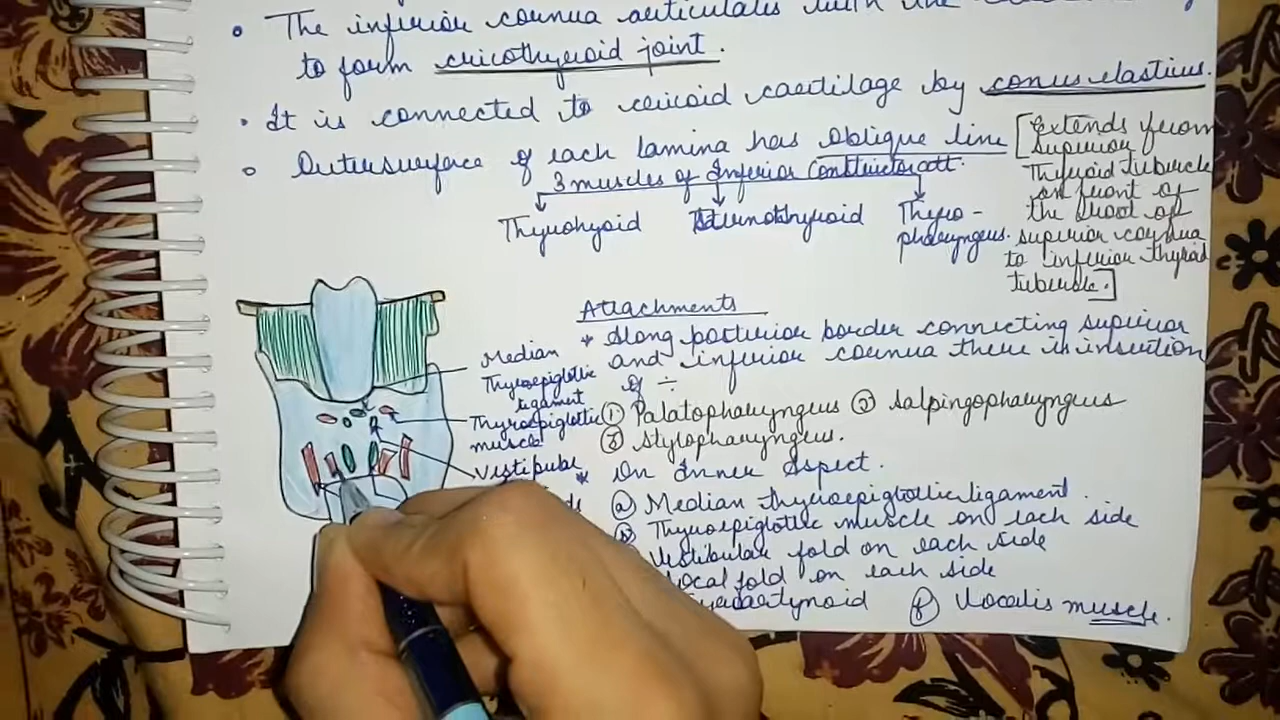 • The inferior cornua articulates with the
to form cricothyroid joint.
• It is connected to cricoid cartilage by conus elasticus.
• Outersurface of each lamina has oblique line [Extends from
superior
Thyroid Tubercle
on front of
the root of
superior cornua
to inferior thyroid
tubercle.]
3 muscles of Inferior Constrictor att.
Thyrohyoid Sternothyroid Thyro-
pharyngeus.
Attachments
* Along posterior border connecting superior
and inferior cornua there is insertion
of ÷
① Palatopharyngeus ② Salpingopharyngeus
③ Stylopharyngeus.
* On Inner Aspect.
ⓐ Median thyroepiglottic ligament.
ⓑ Thyroepiglottic muscle on each side
Vestibular fold on each side
Vocal fold on each side
ⓕ Vocalis muscle.
Median
Thyroepiglottic
ligament
Thyroepiglottic
muscle
Vestibular